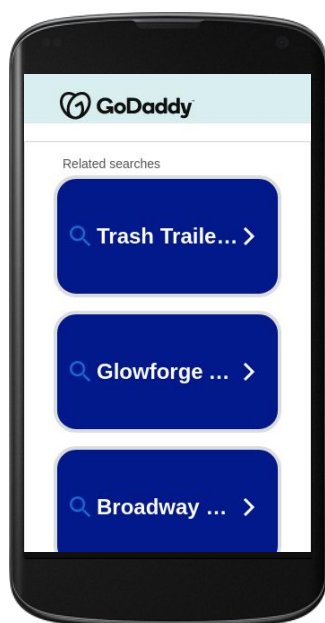 GoDaddy
Related searches
Trash Traile...
Glowforge ...
Broadway ...